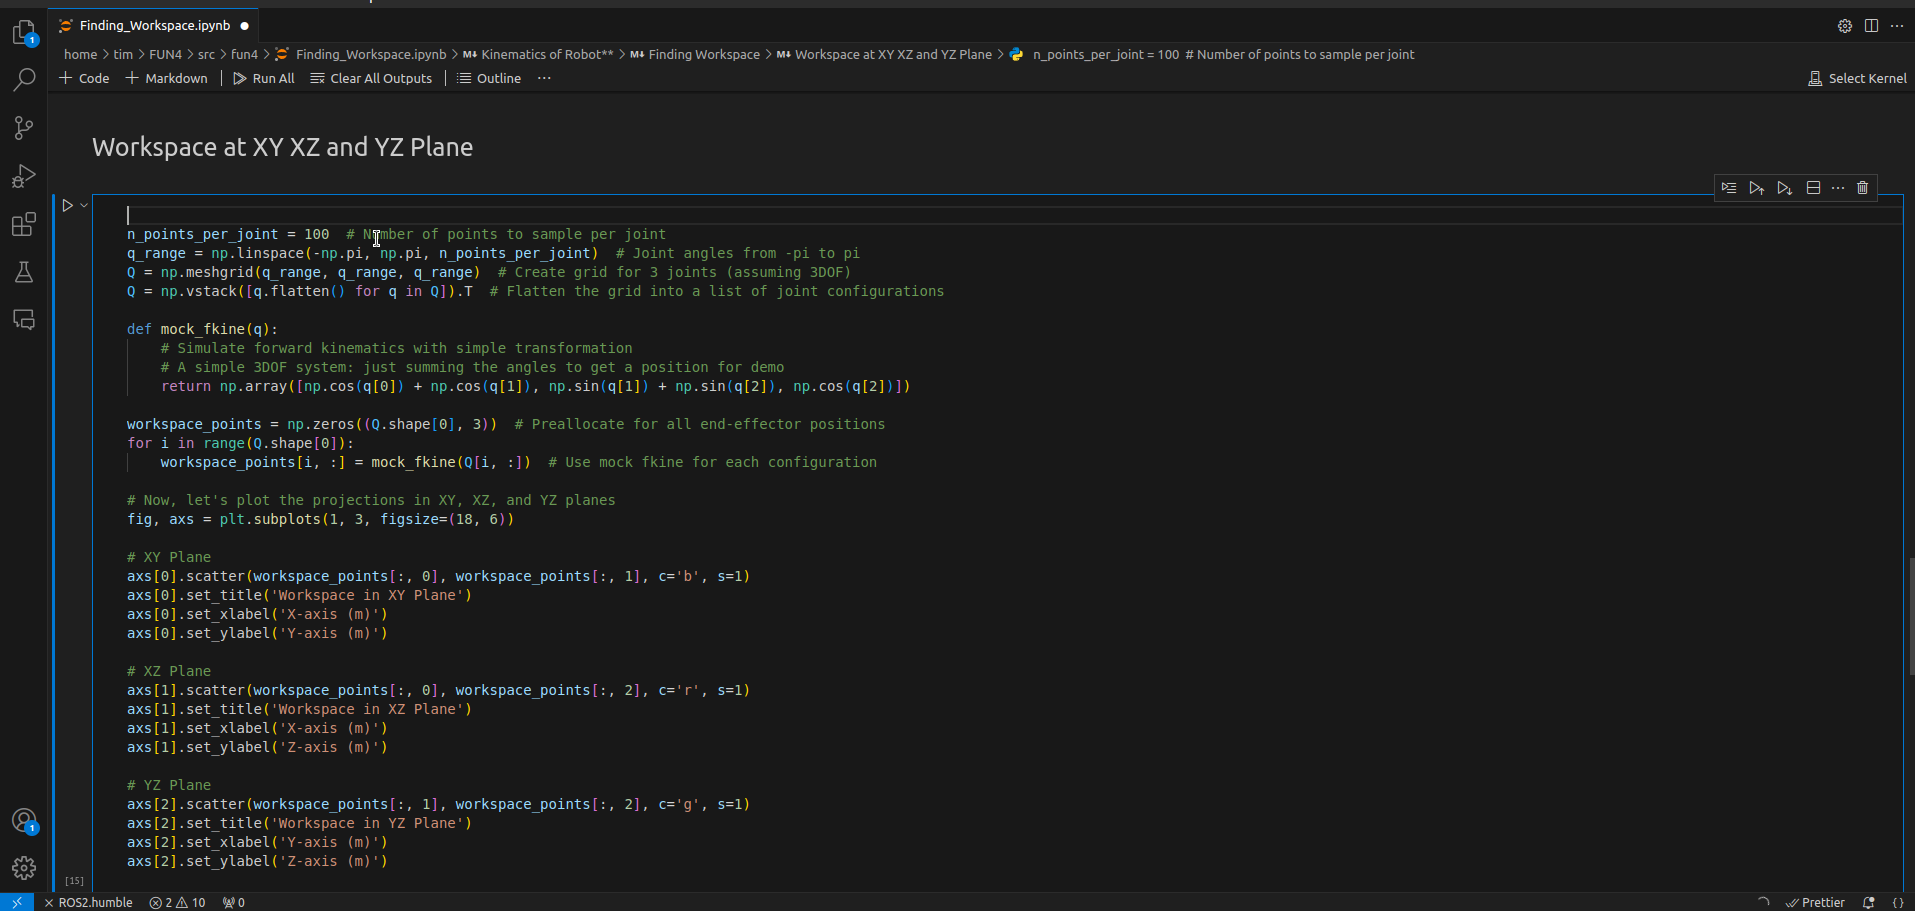 Finding_Workspace.ipynb
home > tim > FUN4 > src > fun4 > Finding_Workspace.ipynb > M↓ Kinematics of Robot** > M↓ Finding Workspace > M↓ Workspace at XY XZ and YZ Plane > n_points_per_joint = 100  # Number of points to sample per joint
+ Code + Markdown | Run All Clear All Outputs | Outline ... Select Kernel
Workspace at XY XZ and YZ Plane
n_points_per_joint = 100  # Number of points to sample per joint
q_range = np.linspace(-np.pi, np.pi, n_points_per_joint)  # Joint angles from -pi to pi
Q = np.meshgrid(q_range, q_range, q_range)  # Create grid for 3 joints (assuming 3DOF)
Q = np.vstack([q.flatten() for q in Q]).T  # Flatten the grid into a list of joint configurations
def mock_fkine(q):
    # Simulate forward kinematics with simple transformation
    # A simple 3DOF system: just summing the angles to get a position for demo
    return np.array([np.cos(q[0]) + np.cos(q[1]), np.sin(q[1]) + np.sin(q[2]), np.cos(q[2])])
workspace_points = np.zeros((Q.shape[0], 3))  # Preallocate for all end-effector positions
for i in range(Q.shape[0]):
    workspace_points[i, :] = mock_fkine(Q[i, :])  # Use mock fkine for each configuration
# Now, let's plot the projections in XY, XZ, and YZ planes
fig, axs = plt.subplots(1, 3, figsize=(18, 6))
# XY Plane
axs[0].scatter(workspace_points[:, 0], workspace_points[:, 1], c='b', s=1)
axs[0].set_title('Workspace in XY Plane')
axs[0].set_xlabel('X-axis (m)')
axs[0].set_ylabel('Y-axis (m)')
# XZ Plane
axs[1].scatter(workspace_points[:, 0], workspace_points[:, 2], c='r', s=1)
axs[1].set_title('Workspace in XZ Plane')
axs[1].set_xlabel('X-axis (m)')
axs[1].set_ylabel('Z-axis (m)')
# YZ Plane
axs[2].scatter(workspace_points[:, 1], workspace_points[:, 2], c='g', s=1)
axs[2].set_title('Workspace in YZ Plane')
axs[2].set_xlabel('Y-axis (m)')
axs[2].set_ylabel('Z-axis (m)')
[15]
1
1
ROS2.humble 2 10 0 Prettier {}